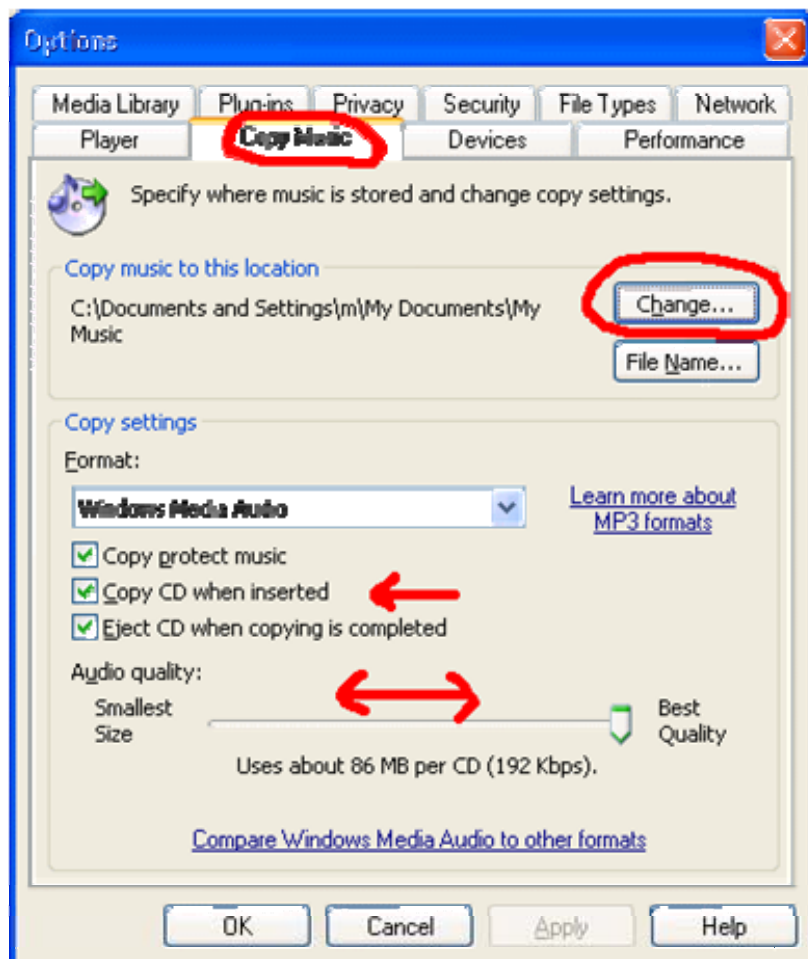 Options
Media Library Plug-ins Privacy Security File Types Network
Player Copy Music Devices Performance
Specify where music is stored and change copy settings.
Copy music to this location
C:\Documents and Settings\m\My Documents\My
Music
Change...
File Name...
Copy settings
Format:
Windows Media Audio
Learn more about
MP3 formats
Copy protect music
Copy CD when inserted
Eject CD when copying is completed
Audio quality:
Smallest
Size
Best
Quality
Uses about 86 MB per CD (192 Kbps).
Compare Windows Media Audio to other formats
OK Cancel Apply Help